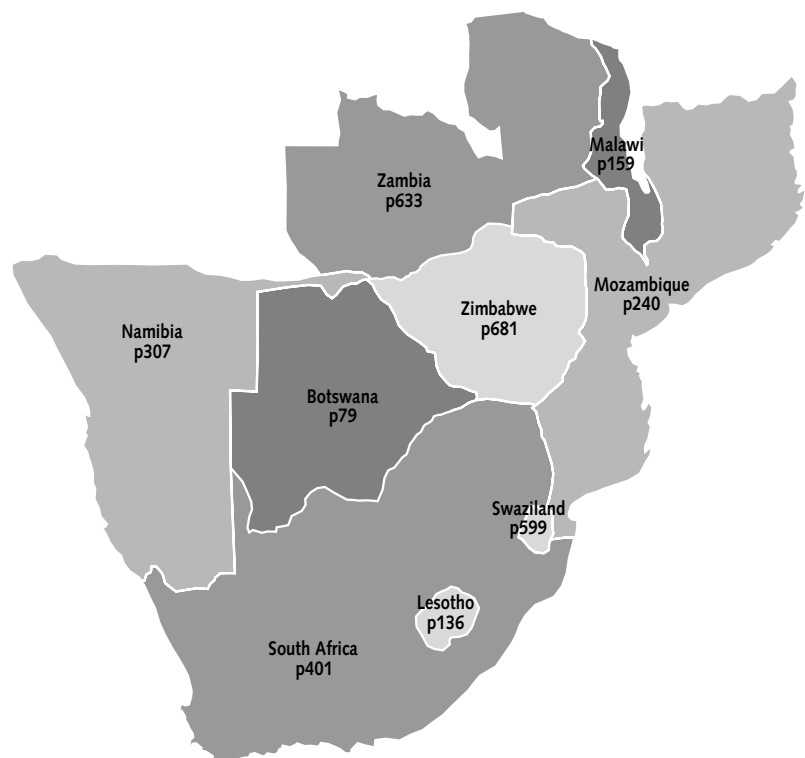 Malawi
p159
Zambia
p633
Mozambique
p240
Zimbabwe
p681
Namibia
p307
Botswana
p79
Swaziland
p599
Lesotho
p136
South Africa
p401